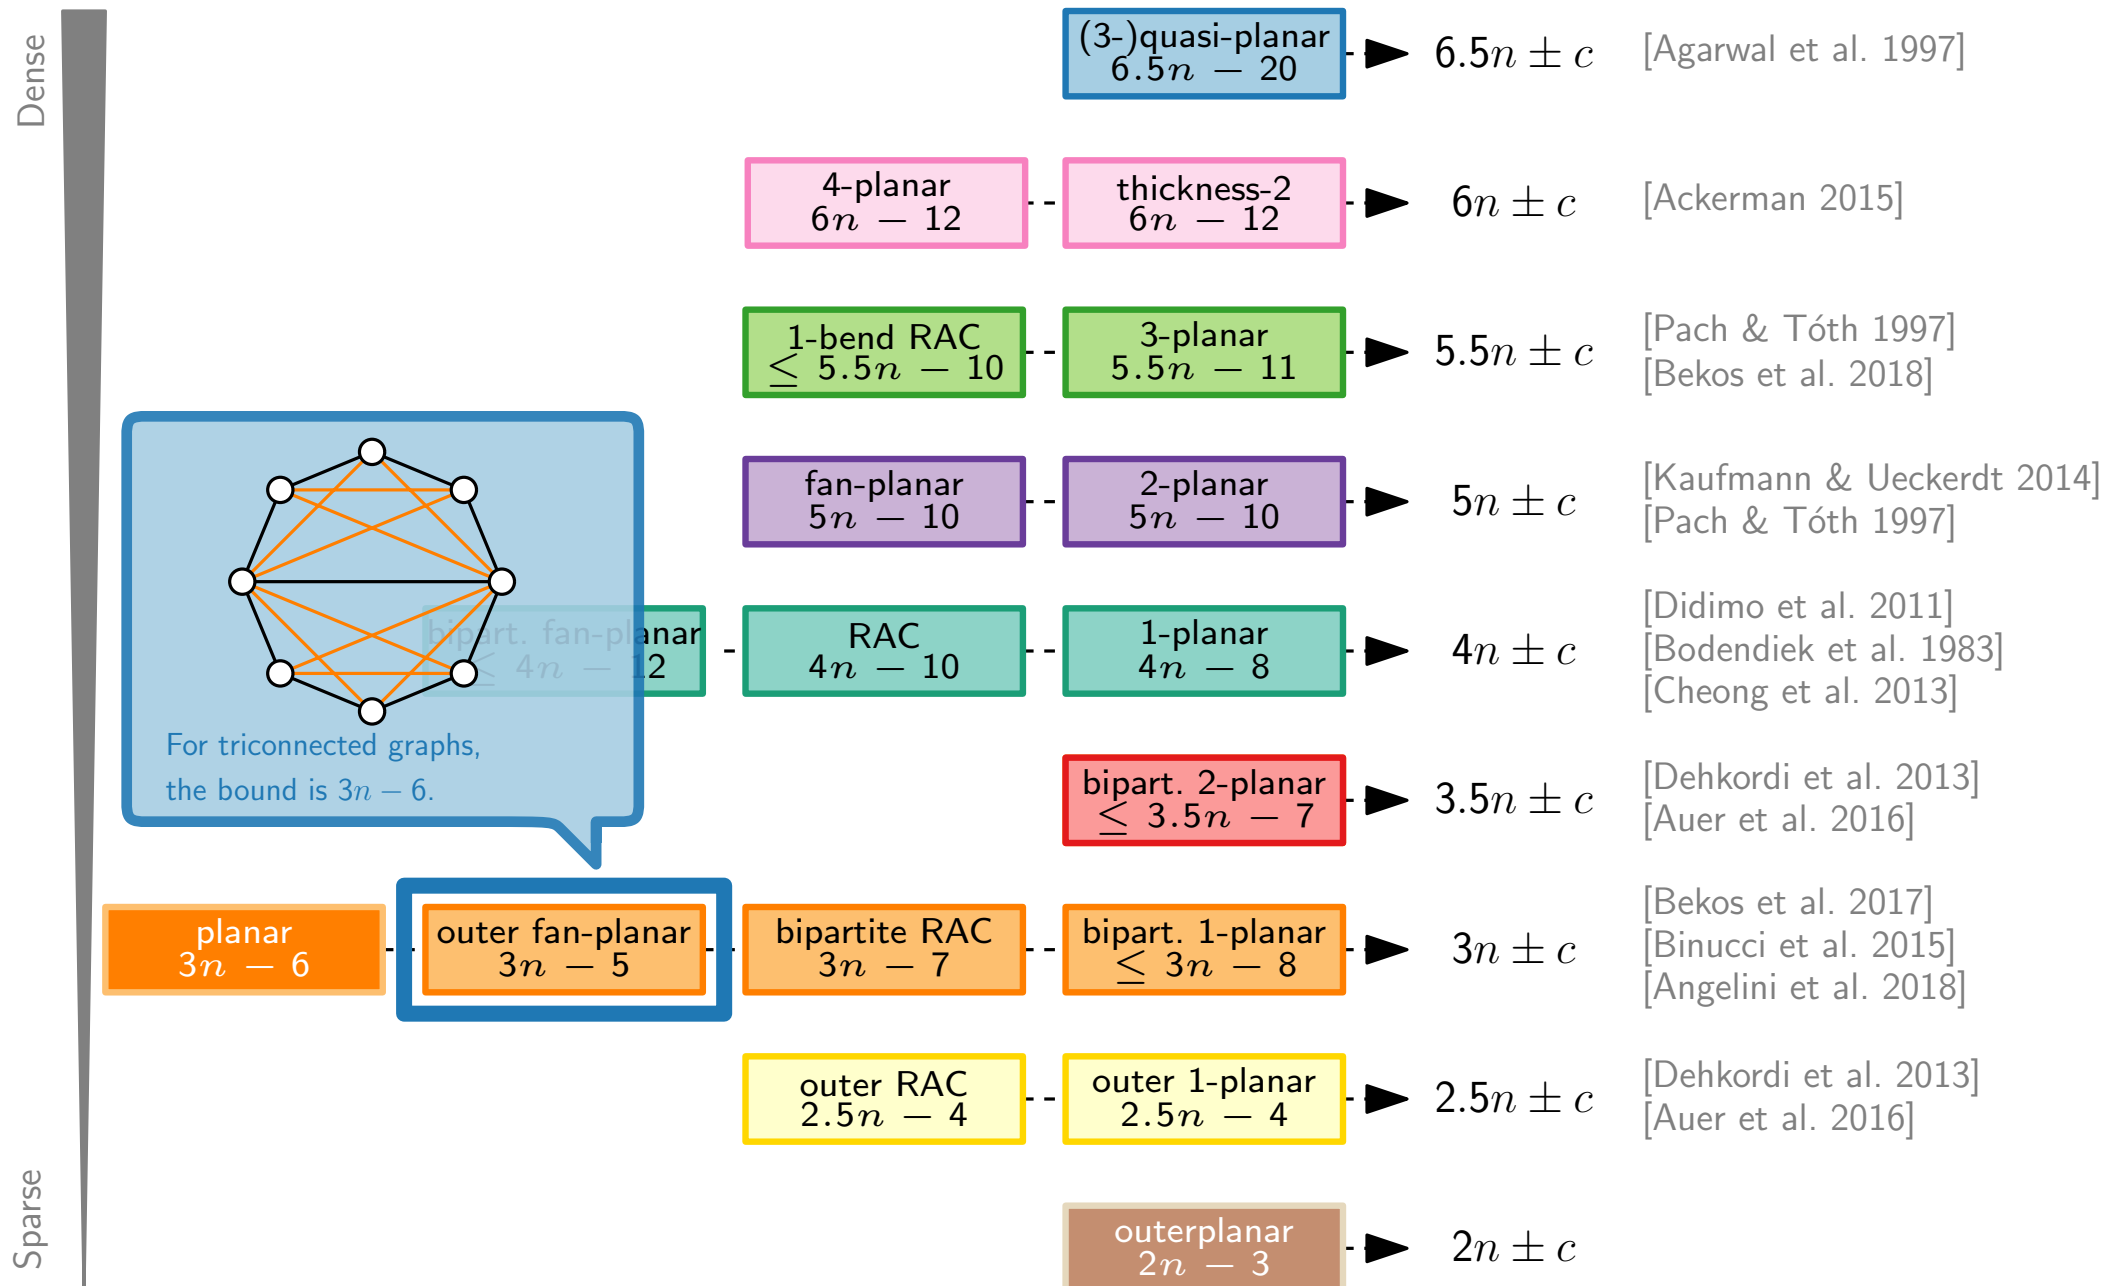 Dense
(3-)quasi-planar
6.5n − 20
6.5n ± c
[Agarwal et al. 1997]
4-planar
6n − 12
thickness-2
6n − 12
6n ± c
[Ackerman 2015]
1-bend RAC
≤ 5.5n − 10
3-planar
5.5n − 11
5.5n ± c
[Pach & Tóth 1997]
[Bekos et al. 2018]
fan-planar
5n − 10
2-planar
5n − 10
5n ± c
[Kaufmann & Ueckerdt 2014]
[Pach & Tóth 1997]
bipart. fan-planar
≤ 4n − 12
RAC
4n − 10
1-planar
4n − 8
4n ± c
[Didimo et al. 2011]
[Bodendiek et al. 1983]
[Cheong et al. 2013]
For triconnected graphs,
the bound is 3n − 6.
bipart. 2-planar
≤ 3.5n − 7
3.5n ± c
[Dehkordi et al. 2013]
[Auer et al. 2016]
planar
3n − 6
outer fan-planar
3n − 5
bipartite RAC
3n − 7
bipart. 1-planar
≤ 3n − 8
3n ± c
[Bekos et al. 2017]
[Binucci et al. 2015]
[Angelini et al. 2018]
outer RAC
2.5n − 4
outer 1-planar
2.5n − 4
2.5n ± c
[Dehkordi et al. 2013]
[Auer et al. 2016]
Sparse
outerplanar
2n − 3
2n ± c